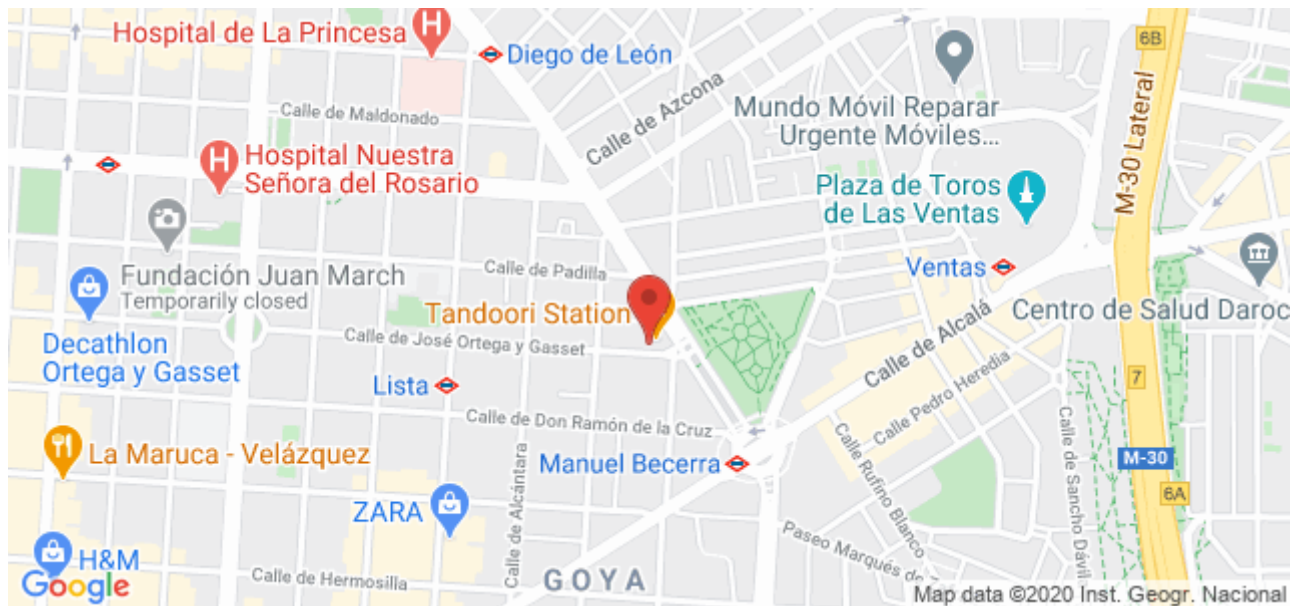 Hospital de La Princesa
H
Diego de León
6B
Calle de Maldonado
Calle de Azcona
Mundo Móvil Reparar
Urgente Móviles...
M-30 Lateral
H
Hospital Nuestra
Señora del Rosario
Plaza de Toros
de Las Ventas
Fundación Juan March
Temporarily closed
Calle de Padilla
Ventas
Tandoori Station
Centro de Salud Daroc
Decathlon
Ortega y Gasset
Calle de José Ortega y Gasset
Calle de Alcalá
Lista
Calle Pedro Heredia
7
Calle de Don Ramón de la Cruz
La Maruca - Velázquez
Manuel Becerra
M-30
Calle de Alcántara
Calle Rufino Blanco
Calle de Sancho Dávil
6A
ZARA
Paseo Marqués de
H&M
Google
Calle de Hermosilla
GOYA
Map data ©2020 Inst. Geogr. Nacional